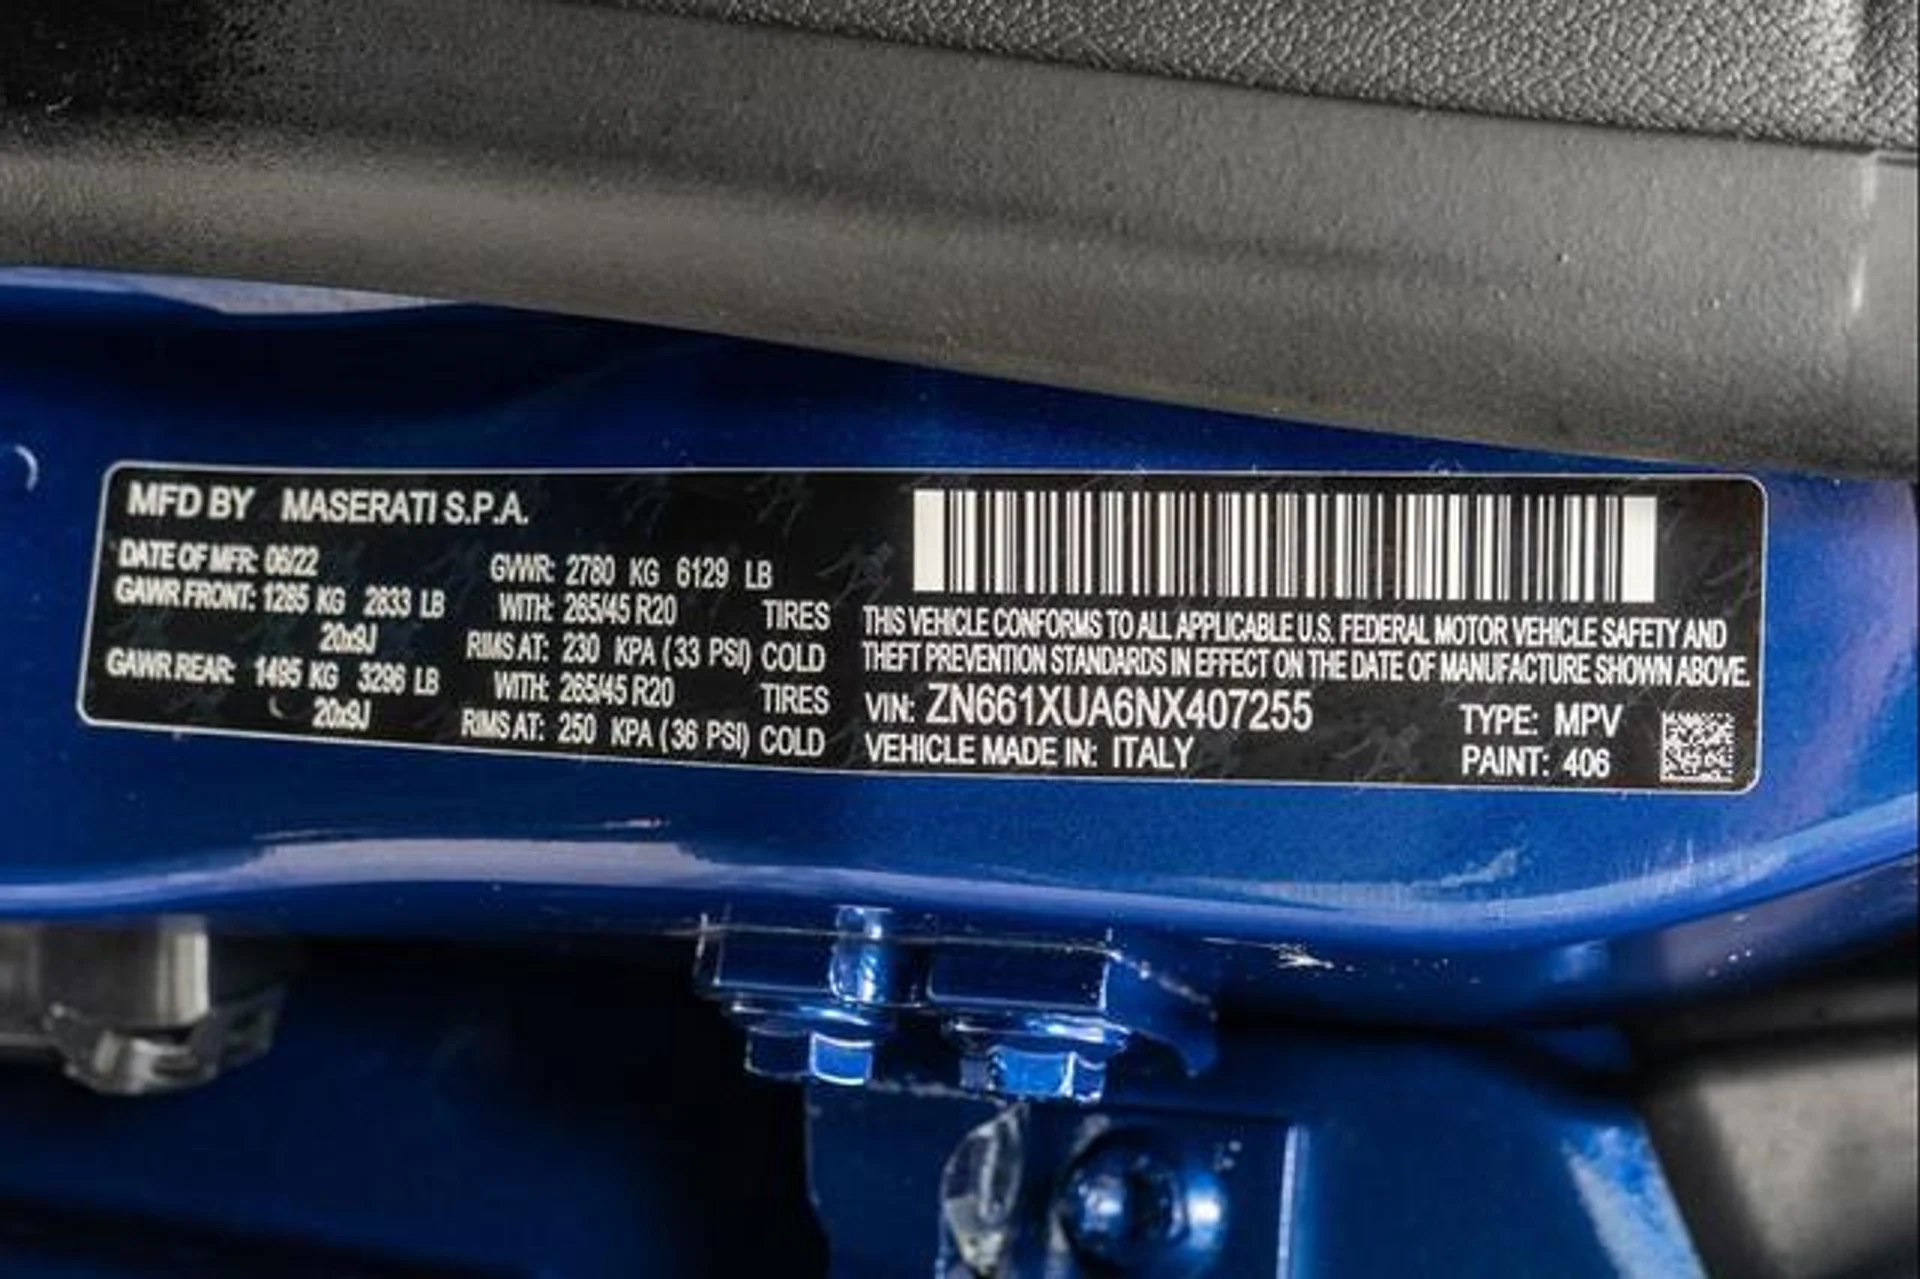 MFD BY MASERATI S.P.A.
DATE OF MFR: 06/22
GAWR FRONT: 1285 KG 2833 LB
20x9J
GAWR REAR: 1495 KG 3296 LB
20x9J
GVWR: 2780 KG 6129 LB
WITH: 265/45 R20 TIRES
RIMS AT: 230 KPA (33 PSI) COLD
WITH: 265/45 R20 TIRES
RIMS AT: 250 KPA (36 PSI) COLD
THIS VEHICLE CONFORMS TO ALL APPLICABLE U.S. FEDERAL MOTOR VEHICLE SAFETY AND
THEFT PREVENTION STANDARDS IN EFFECT ON THE DATE OF MANUFACTURE SHOWN ABOVE.
VIN: ZN661XUA6NX407255
VEHICLE MADE IN: ITALY
TYPE: MPV
PAINT: 406